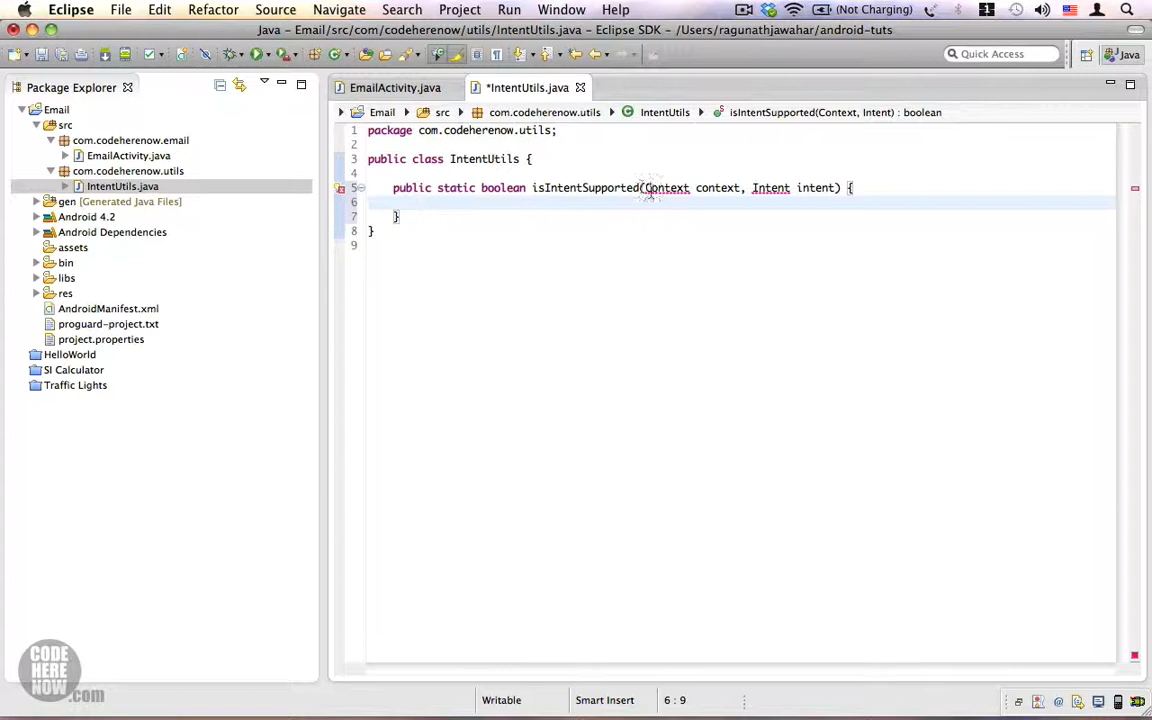 Eclipse File Edit Refactor Source Navigate Search Project Run Window Help (Not Charging) 1
Java – Email/src/com/codeherenow/utils/IntentUtils.java – Eclipse SDK – /Users/ragunathjawahar/android-tuts
Quick Access Java
Package Explorer
EmailActivity.java *IntentUtils.java
Email src com.codeherenow.utils IntentUtils isIntentSupported(Context, Intent) : boolean
Email
src
com.codeherenow.email
EmailActivity.java
com.codeherenow.utils
IntentUtils.java
gen [Generated Java Files]
Android 4.2
Android Dependencies
assets
bin
libs
res
AndroidManifest.xml
proguard-project.txt
project.properties
HelloWorld
SI Calculator
Traffic Lights
1 package com.codeherenow.utils;
2
3 public class IntentUtils {
4
5 public static boolean isIntentSupported(Context context, Intent intent) {
6
7 }
8 }
9
CODE
HERE
NOW.com
Writable Smart Insert 6 : 9